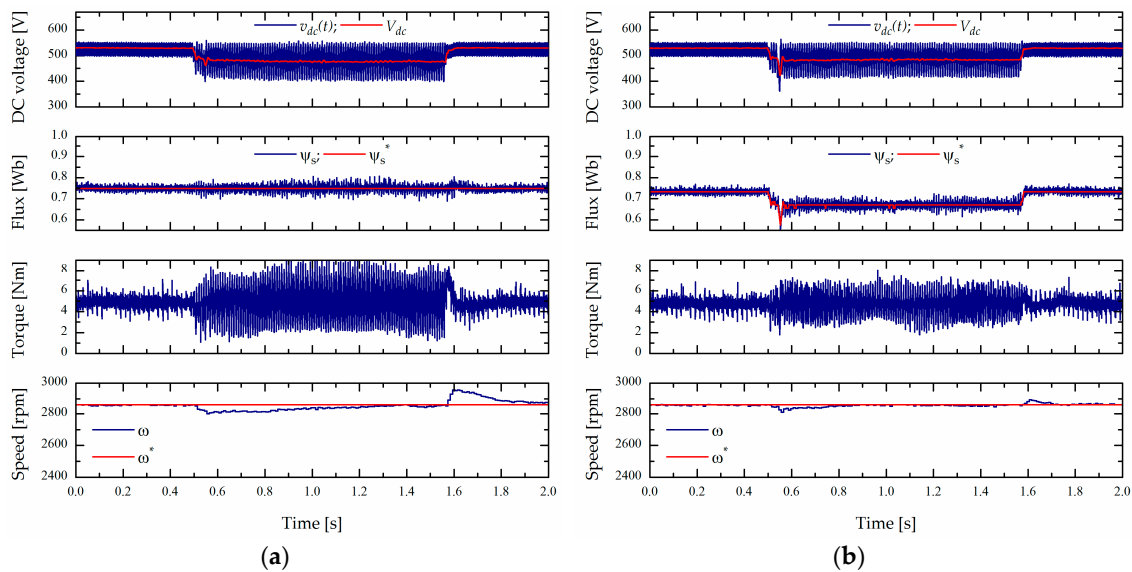 v_dc(t); V_dc
DC voltage [V]
600
500
400
300
ψ_s; ψ_s^*
Flux [Wb]
1.0
0.9
0.8
0.7
0.6
Torque [Nm]
8
6
4
2
0
Speed [rpm]
3000
2800
2600
2400
ω
ω^*
0.0 0.2 0.4 0.6 0.8 1.0 1.2 1.4 1.6 1.8 2.0
Time [s]
(a)
v_dc(t); V_dc
DC voltage [V]
600
500
400
300
ψ_s; ψ_s^*
Flux [Wb]
1.0
0.9
0.8
0.7
0.6
Torque [Nm]
8
6
4
2
0
Speed [rpm]
3000
2800
2600
2400
ω
ω^*
0.0 0.2 0.4 0.6 0.8 1.0 1.2 1.4 1.6 1.8 2.0
Time [s]
(b)